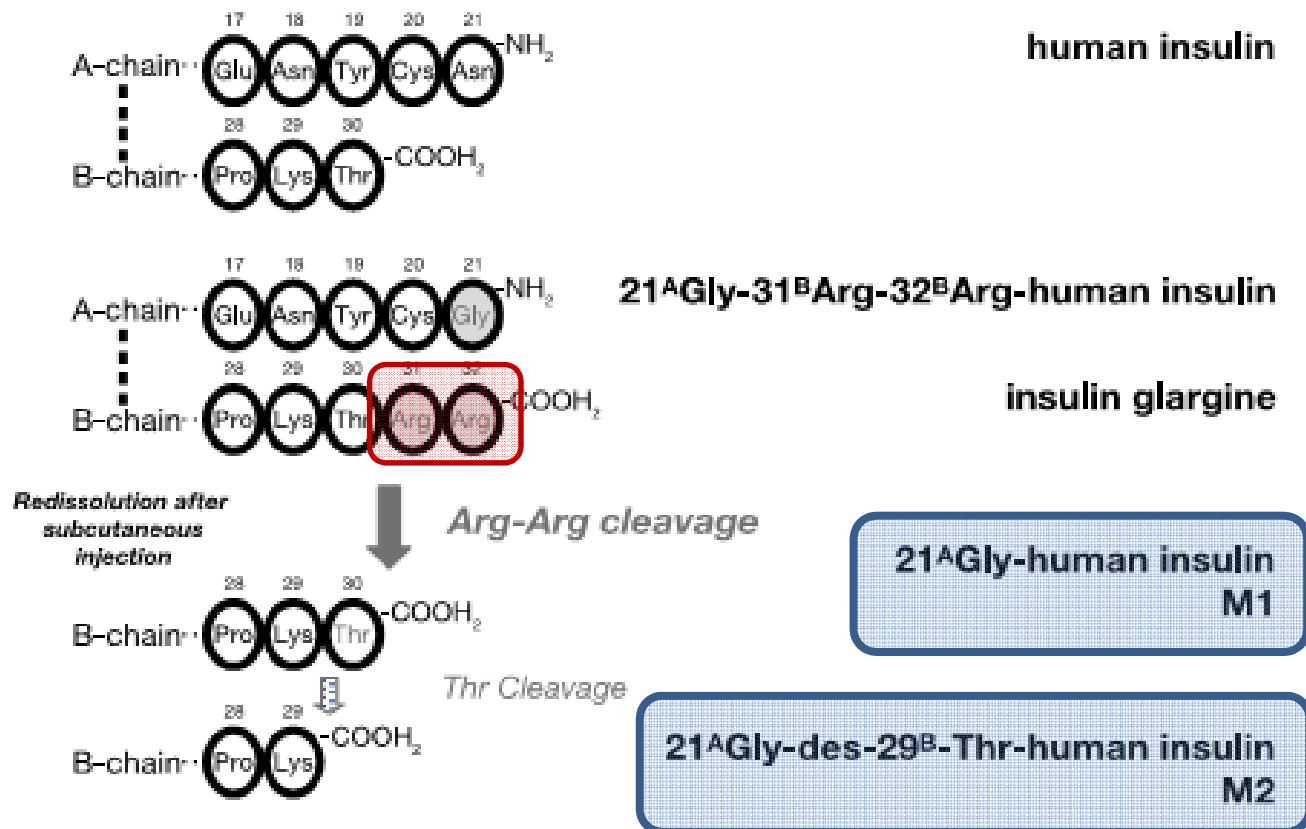 17 18 19 20 21
A-chain Glu Asn Tyr Cys Asn -NH₂
human insulin
28 29 30
B-chain Pro Lys Thr -COOH₂
17 18 19 20 21
A-chain Glu Asn Tyr Cys Gly -NH₂
21ᴬGly-31ᴮArg-32ᴮArg-human insulin
28 29 30 31 32
B-chain Pro Lys Thr Arg Arg -COOH₂
insulin glargine
Redissolution after
subcutaneous
injection
Arg-Arg cleavage
21ᴬGly-human insulin
M1
28 29 30
B-chain Pro Lys Thr -COOH₂
Thr Cleavage
28 29
B-chain Pro Lys -COOH₂
21ᴬGly-des-29ᴮ-Thr-human insulin
M2